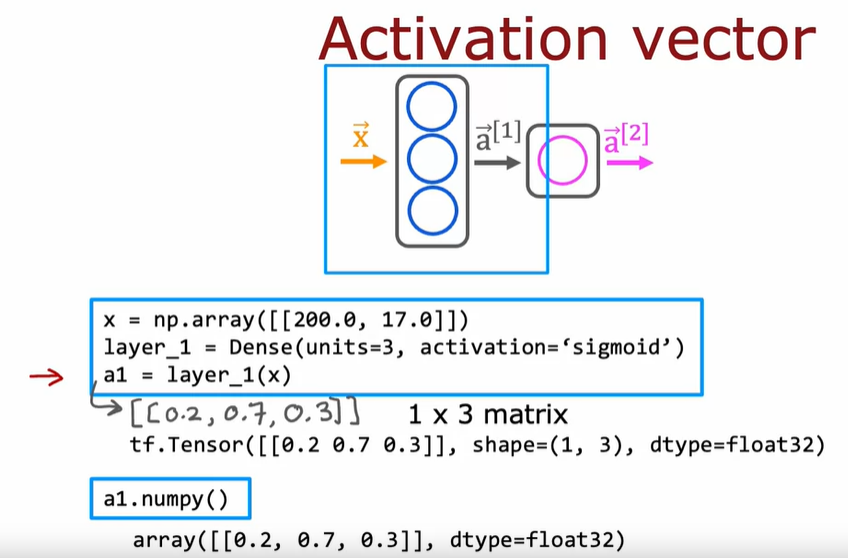 Activation vector
x⃗
a⃗[1]
a⃗[2]
x = np.array([[200.0, 17.0]])
layer_1 = Dense(units=3, activation=‘sigmoid’)
a1 = layer_1(x)
[[0.2, 0.7, 0.3]] 1 x 3 matrix
tf.Tensor([[0.2 0.7 0.3]], shape=(1, 3), dtype=float32)
a1.numpy()
array([[0.2, 0.7, 0.3]], dtype=float32)